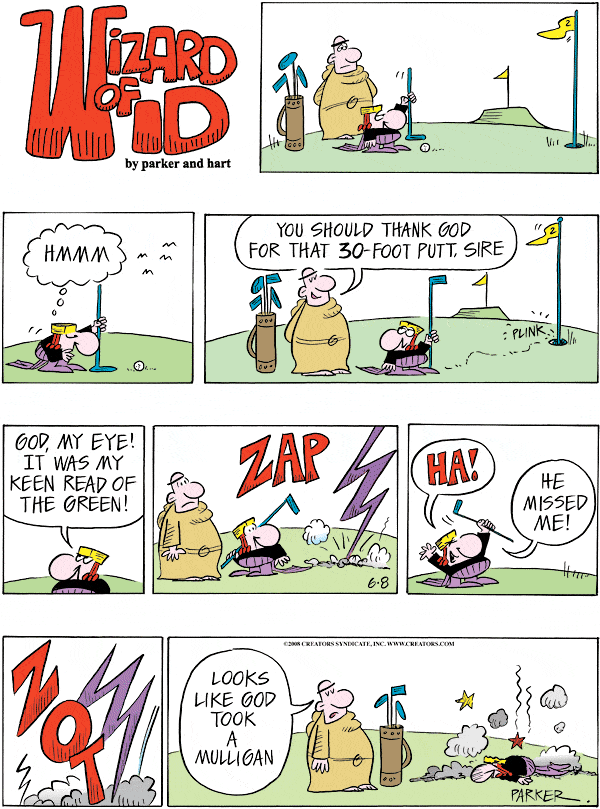 WIZARD
OF
ID
by parker and hart
2
HMMM
YOU SHOULD THANK GOD
FOR THAT 30-FOOT PUTT, SIRE
2
PLINK
GOD, MY EYE!
IT WAS MY
KEEN READ OF
THE GREEN!
ZAP
6-8
HA!
HE
MISSED
ME!
ZOT
©2008 CREATORS SYNDICATE, INC. WWW.CREATORS.COM
LOOKS
LIKE GOD
TOOK
A
MULLIGAN
PARKER